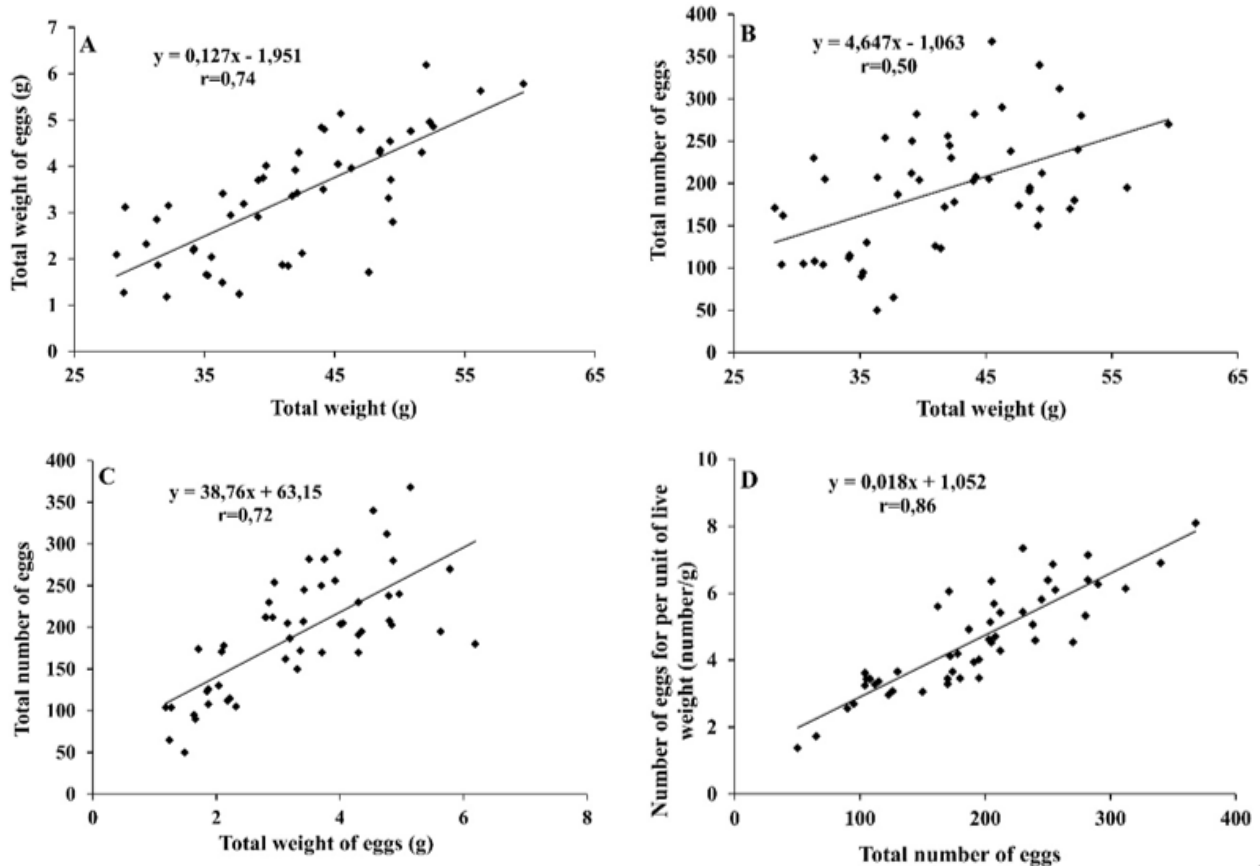 A
y = 0,127x - 1,951
r=0,74
7
6
5
4
3
2
1
0
25
35
45
55
65
Total weight of eggs (g)
Total weight (g)
B
y = 4,647x - 1,063
r=0,50
400
350
300
250
200
150
100
50
0
25
35
45
55
65
Total number of eggs
Total weight (g)
C
y = 38,76x + 63,15
r=0,72
400
350
300
250
200
150
100
50
0
0
2
4
6
8
Total number of eggs
Total weight of eggs (g)
D
y = 0,018x + 1,052
r=0,86
10
8
6
4
2
0
0
100
200
300
400
Number of eggs for per unit of live
weight (number/g)
Total number of eggs